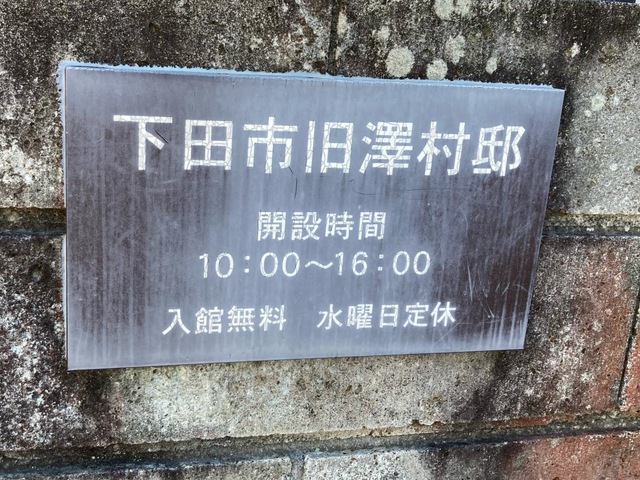 下田市旧澤村邸
開設時間
10：00～16：00
入館無料　水曜日定休